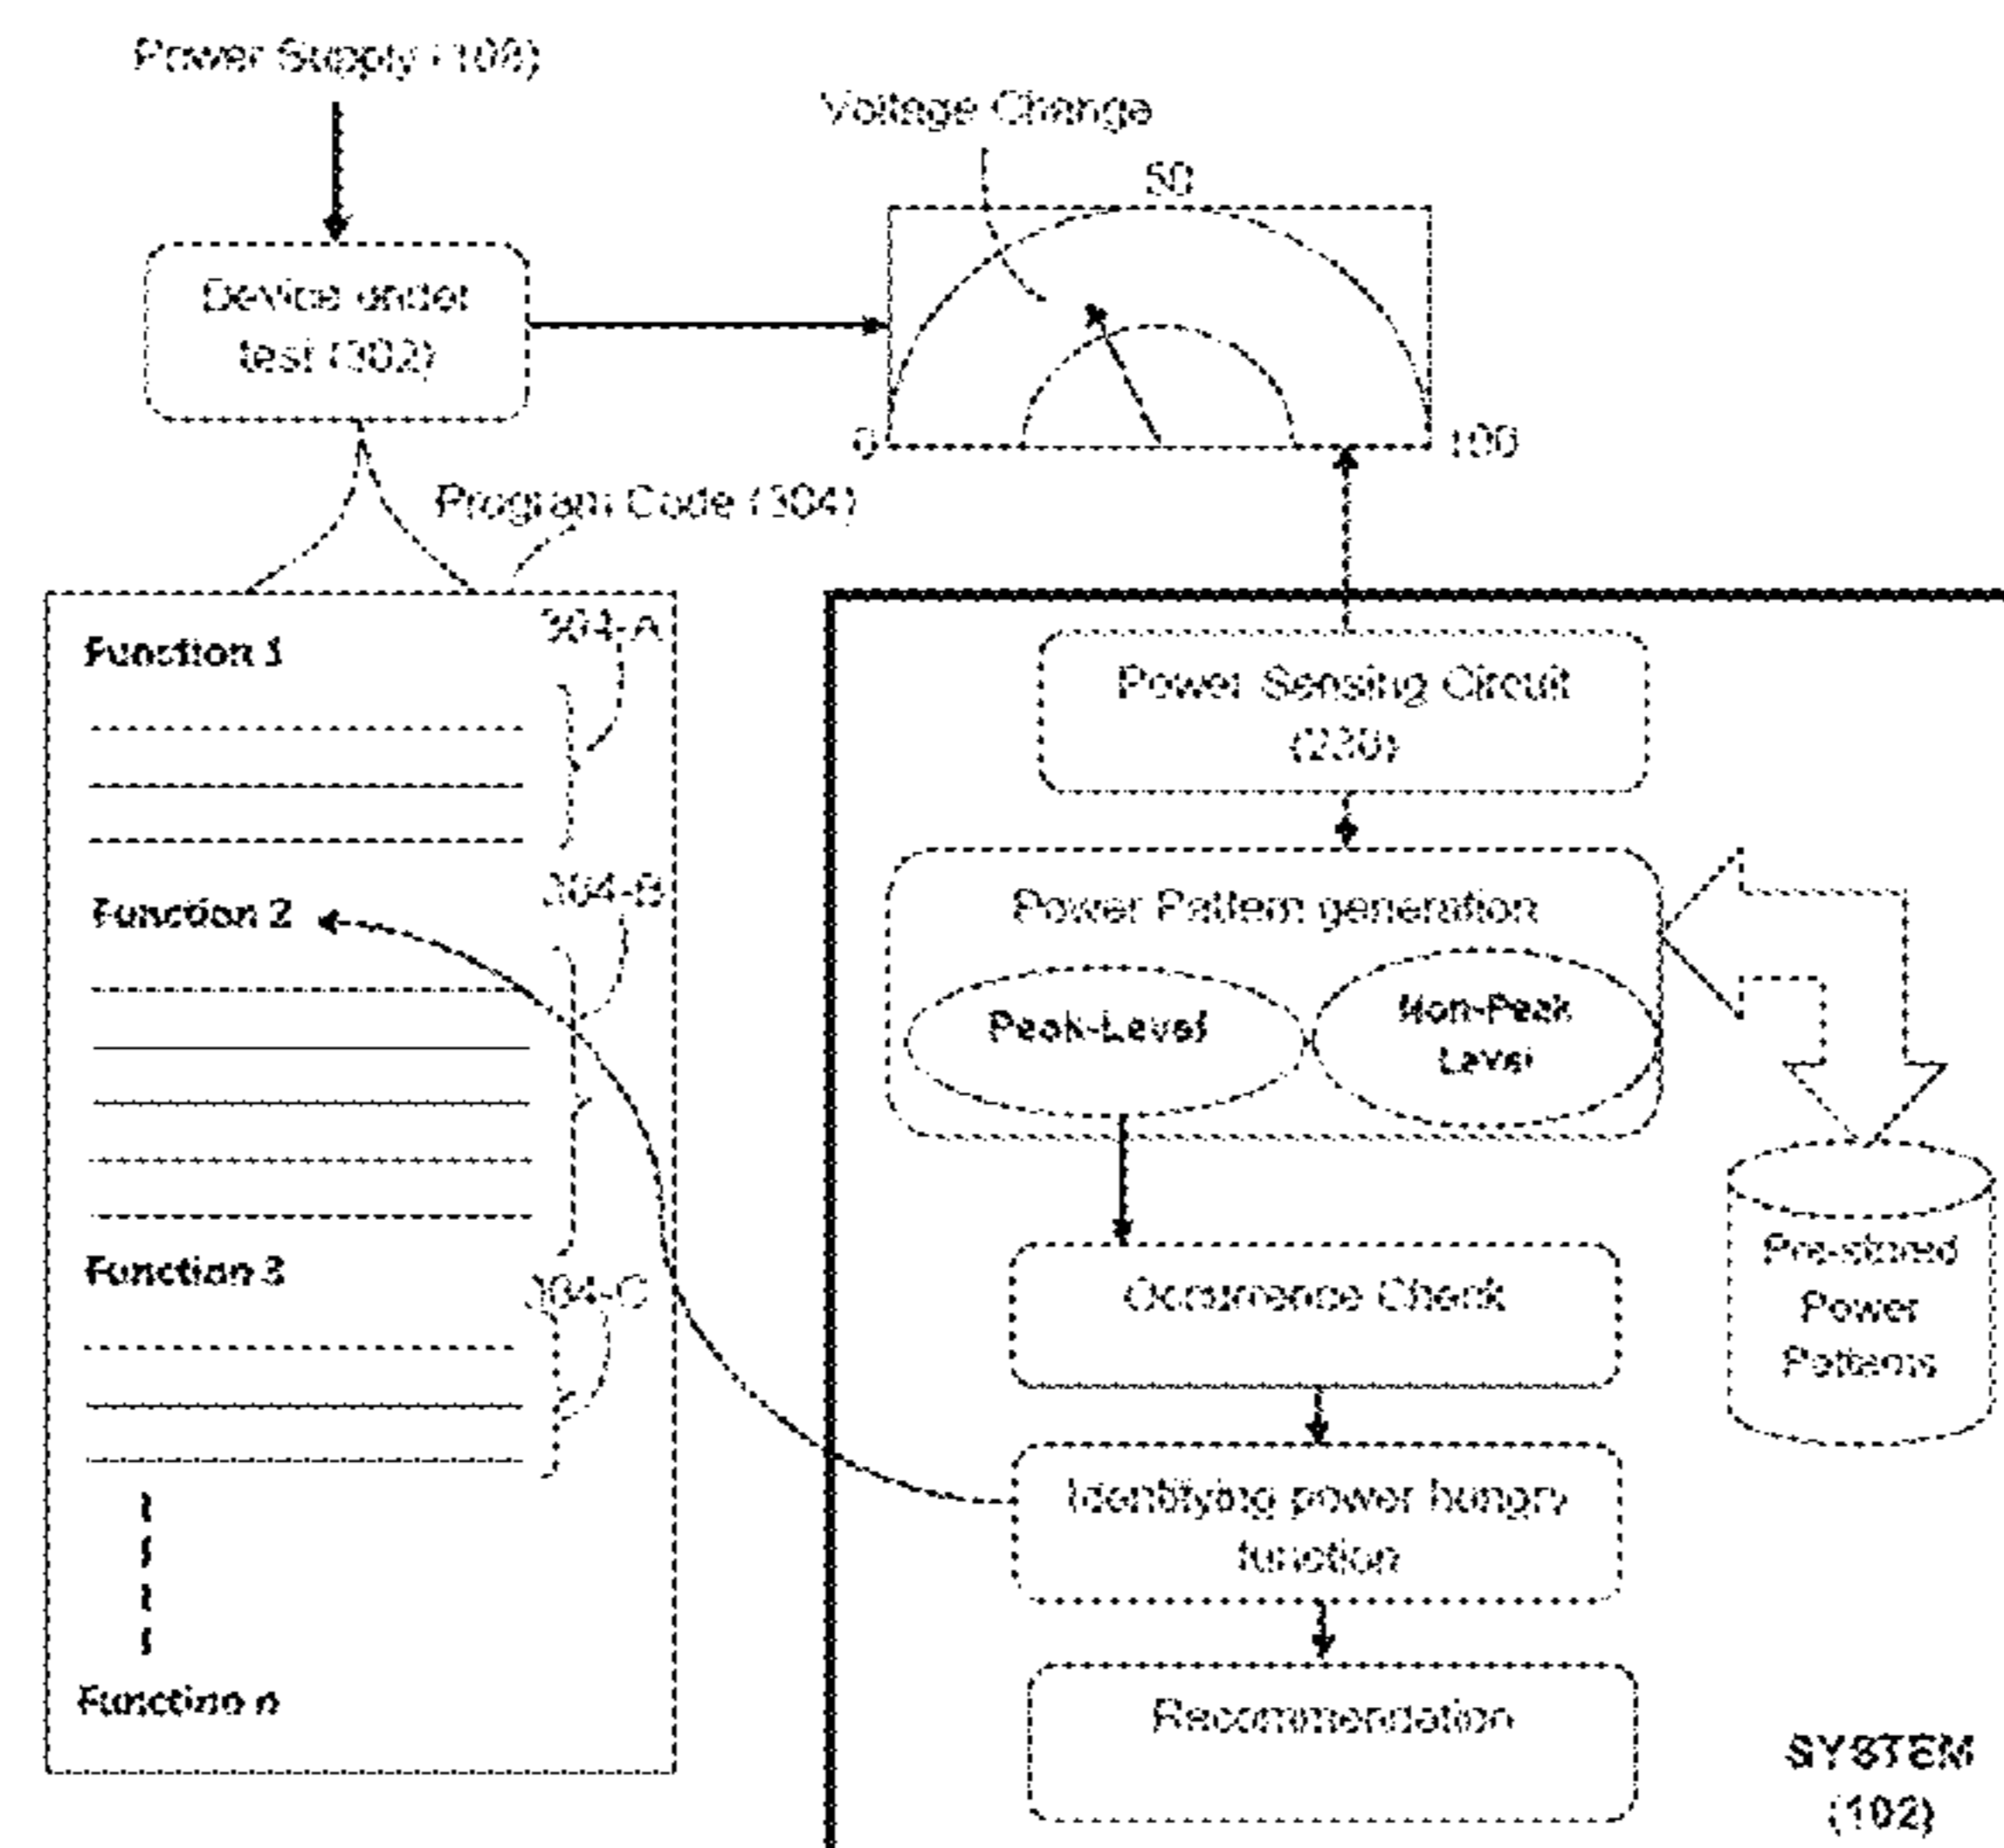 Power Supply (108)
Voltage Change
50
Device under
test (302)
0
100
Program Code (304)
Function 1
304-A
Power Sensing Circuit
(230)
Function 2
304-B
Power Pattern generation
Peak-Level
Non-Peak
Level
Function 3
304-C
Occurrence Check
Pre-stored
Power
Patterns
Identifying power hungry
function
Function n
Recommendation
SYSTEM
(102)